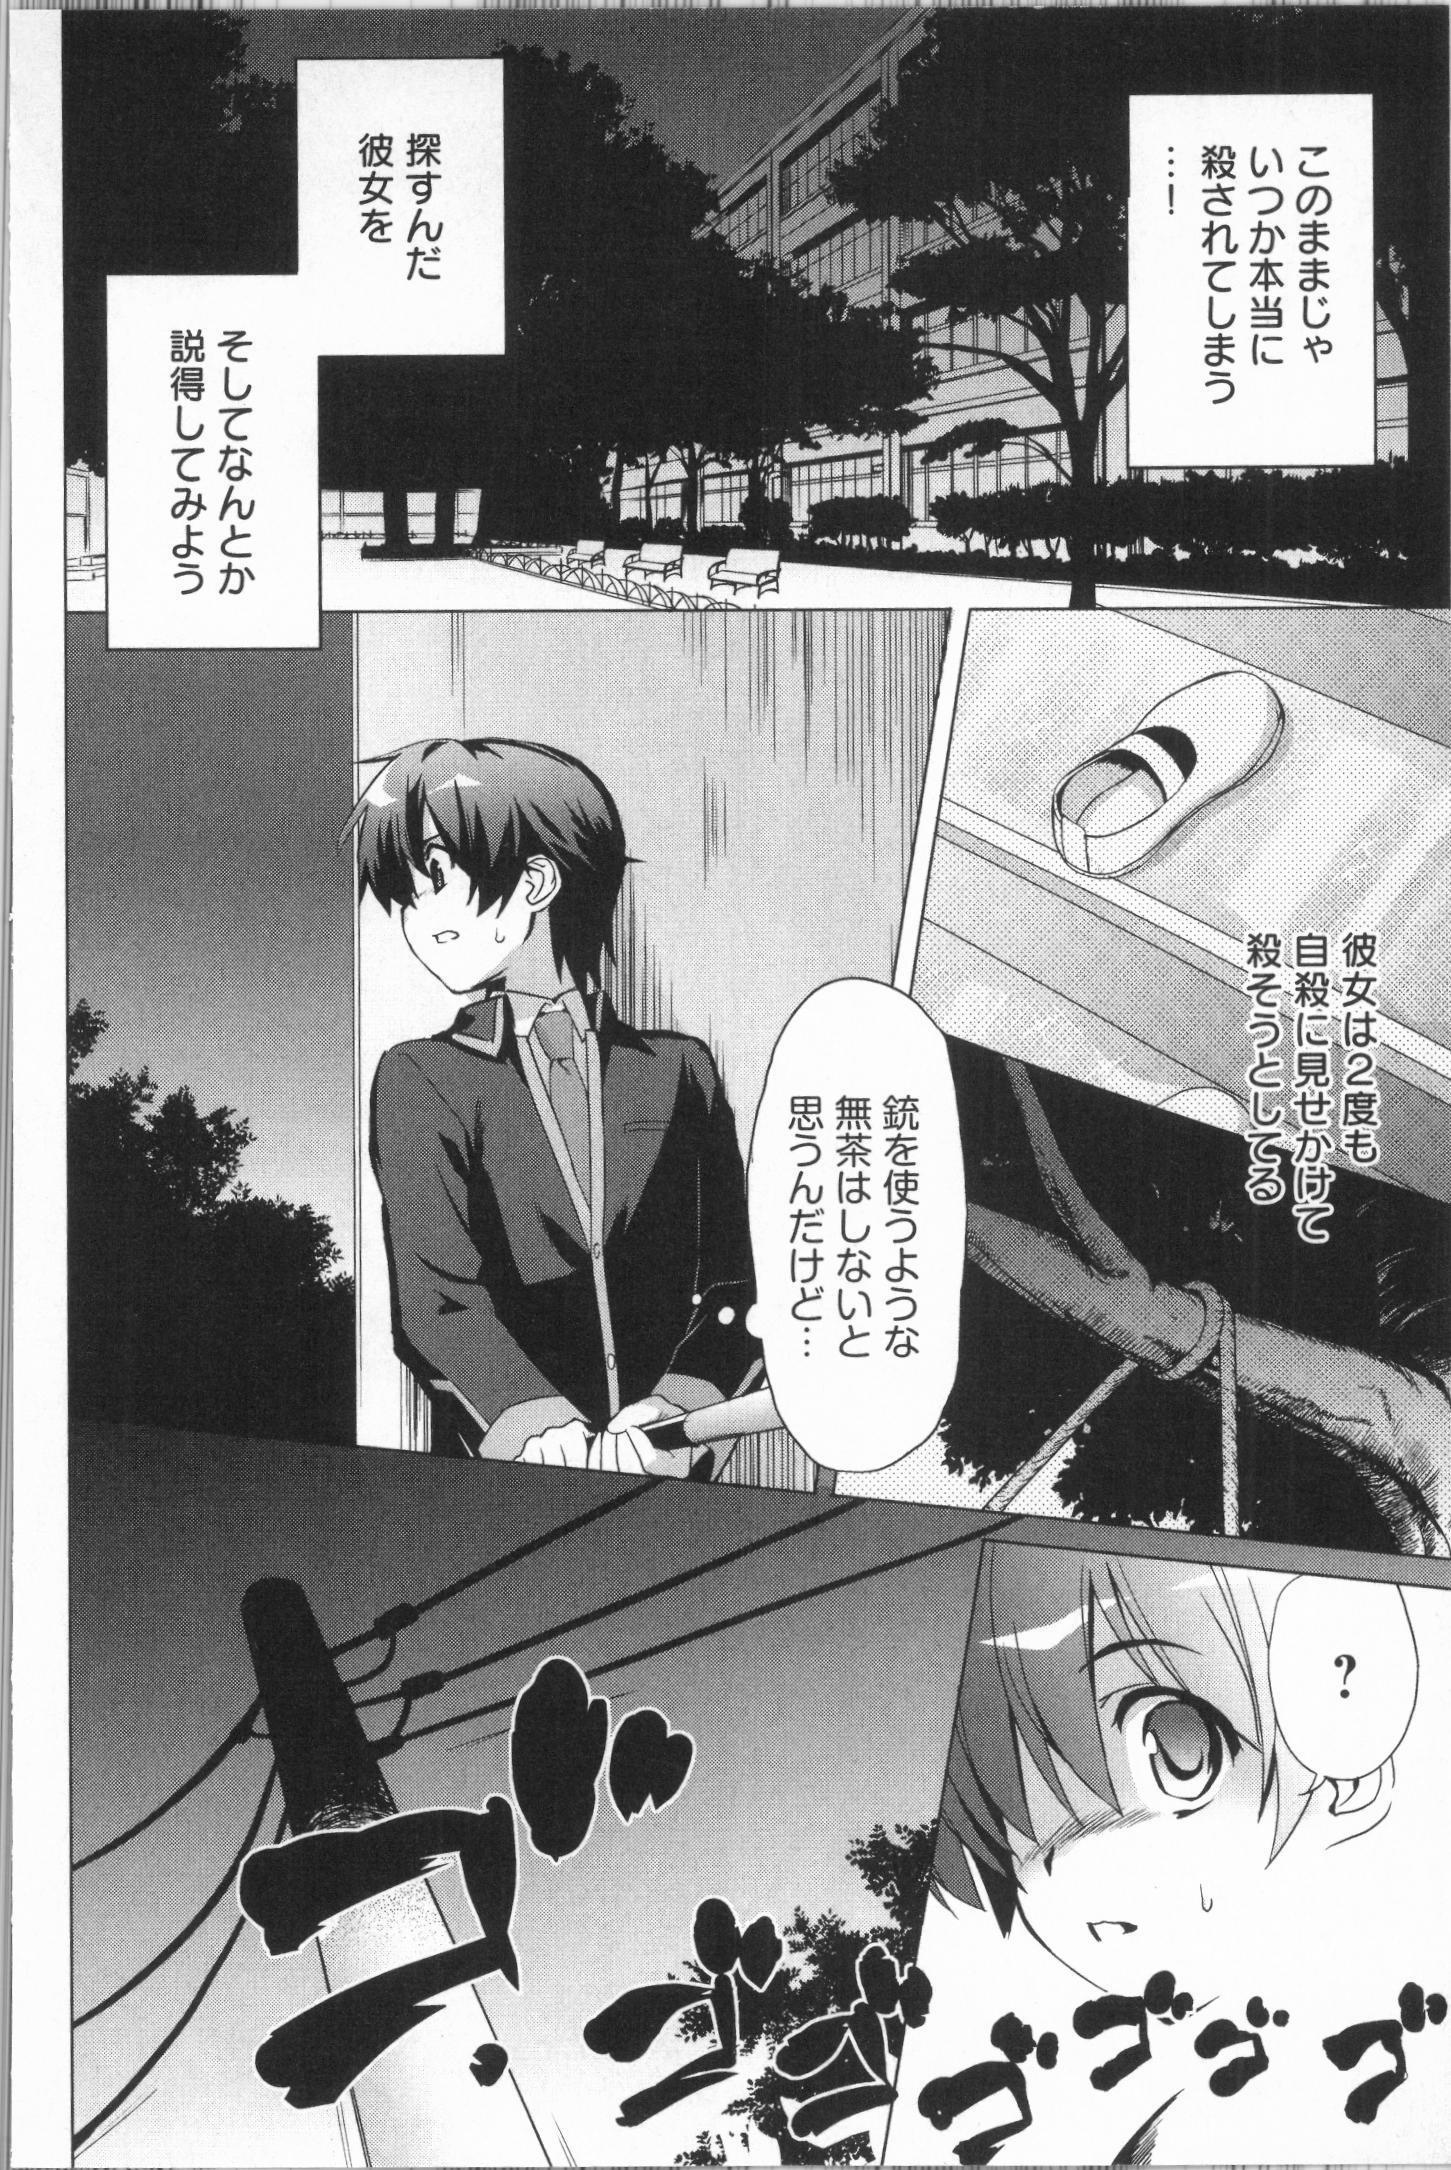 このままじゃ
いつか本当に
殺されてしまう
…！
探すんだ
彼女を
そしてなんとか
説得してみよう
彼女は2度も
自殺に見せかけて
殺そうとしてる
銃を使うような
無茶はしないと
思うんだけど…
？
ゴゴゴゴ
ゴゴゴ